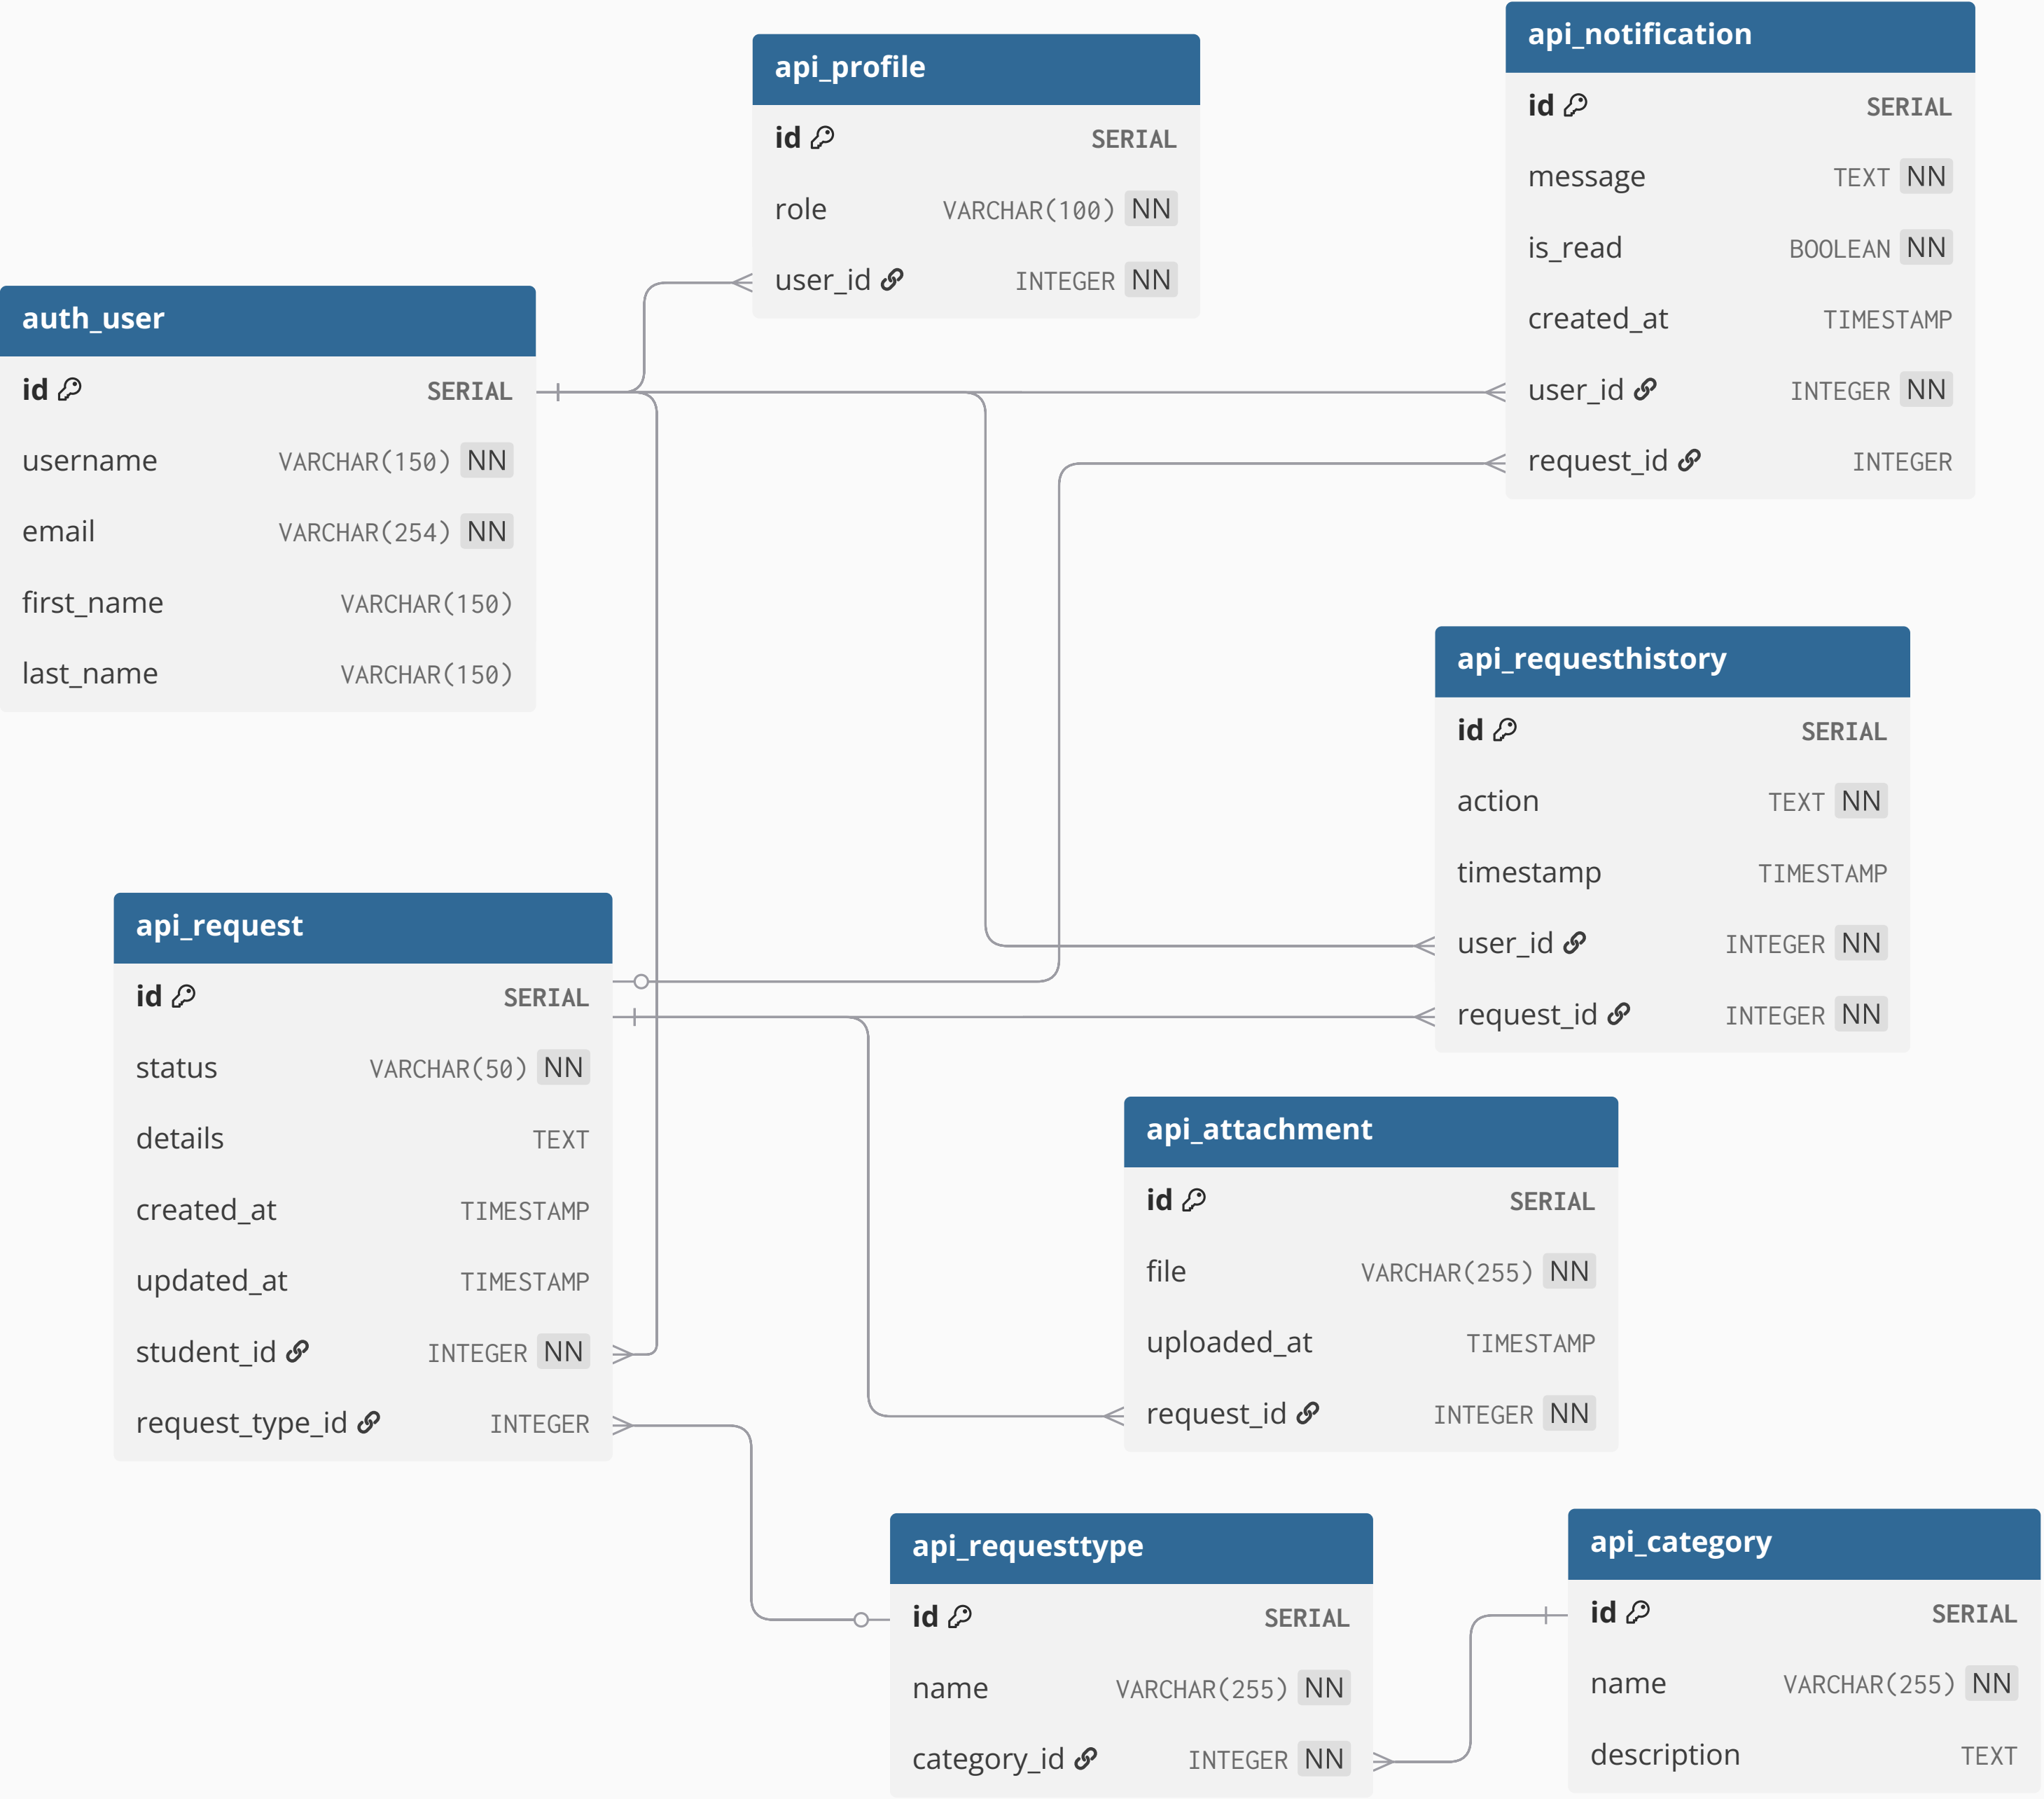 api_profile
id SERIAL
role VARCHAR(100) NN
user_id INTEGER NN
api_notification
id SERIAL
message TEXT NN
is_read BOOLEAN NN
created_at TIMESTAMP
user_id INTEGER NN
request_id INTEGER
auth_user
id SERIAL
username VARCHAR(150) NN
email VARCHAR(254) NN
first_name VARCHAR(150)
last_name VARCHAR(150)
api_requesthistory
id SERIAL
action TEXT NN
timestamp TIMESTAMP
user_id INTEGER NN
request_id INTEGER NN
api_request
id SERIAL
status VARCHAR(50) NN
details TEXT
created_at TIMESTAMP
updated_at TIMESTAMP
student_id INTEGER NN
request_type_id INTEGER
api_attachment
id SERIAL
file VARCHAR(255) NN
uploaded_at TIMESTAMP
request_id INTEGER NN
api_requesttype
id SERIAL
name VARCHAR(255) NN
category_id INTEGER NN
api_category
id SERIAL
name VARCHAR(255) NN
description TEXT